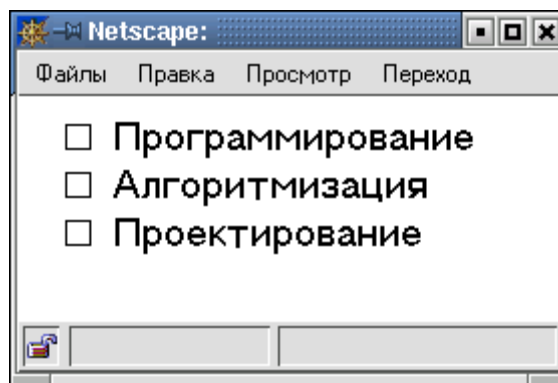 Netscape:
Файлы Правка Просмотр Переход
Программирование
Алгоритмизация
Проектирование